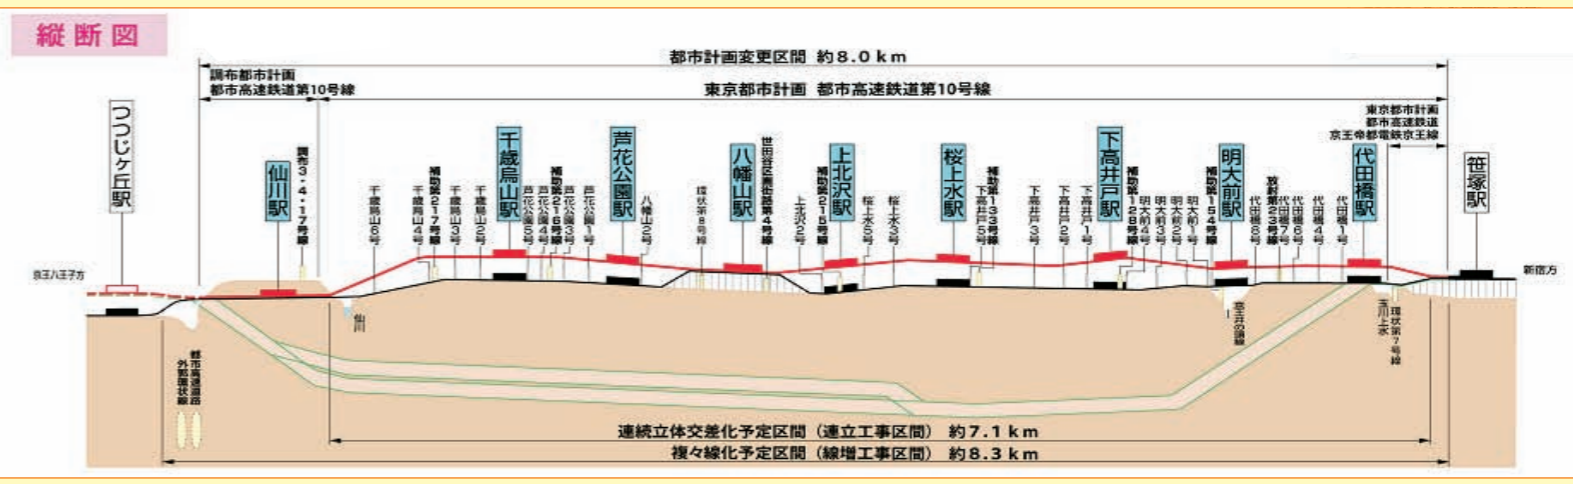 縦断図
都市計画変更区間 約8.0km
調布都市計画
都市高速鉄道第10号線
東京都市計画 都市高速鉄道第10号線
東京都市計画
都市高速鉄道
京王帝都電鉄京王線
つつじヶ丘駅
仙川駅
調布3・4・17号線
千歳烏山6号
千歳烏山4号
補助第217号線
千歳烏山3号
千歳烏山2号
千歳烏山駅
芦花公園5号
芦花公園4号
補助第216号線
芦花公園3号
芦花公園1号
芦花公園駅
八幡山2号
環状第8号線
八幡山駅
世田谷区画街路第4号線
上北沢2号
補助第215号線
上北沢駅
桜上水5号
桜上水3号
桜上水駅
下高井戸5号
補助第133号線
下高井戸3号
下高井戸2号
下高井戸1号
下高井戸駅
補助第128号線
明大前4号
明大前3号
明大前2号
明大前1号
補助第154号線
明大前駅
代田橋8号
放射第23号線
代田橋7号
代田橋6号
代田橋4号
代田橋1号
代田橋駅
笹塚駅
京王八王子方
新宿方
仙川
京王井の頭線
玉川上水
環状第7号線
都市高速道路
外郭環状線
連続立体交差化予定区間(連立工事区間) 約7.1km
複々線化予定区間(線増工事区間) 約8.3km